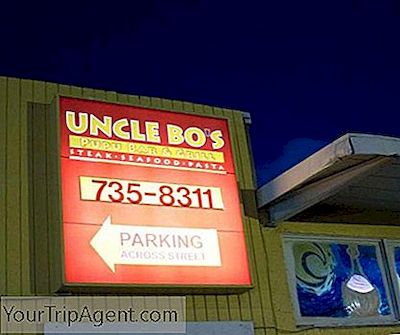 UNCLE BO'S
PUPU BAR & GRILL
STEAK · SEAFOOD · PASTA
735-8311
PARKING
ACROSS STREET
YourTripAgent.com